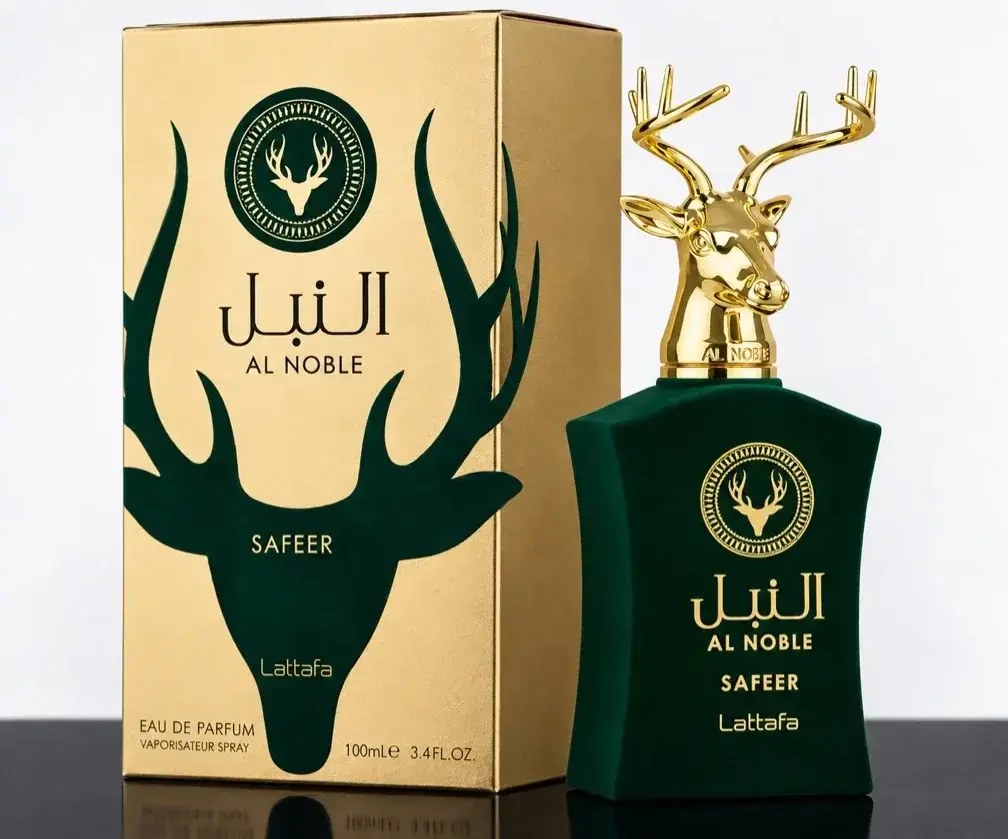 النبل
AL NOBLE
SAFEER
Lattafa
EAU DE PARFUM
VAPORISATEUR SPRAY
100mLe 3.4FL.OZ.
AL NOBLE
النبل
AL NOBLE
SAFEER
Lattafa